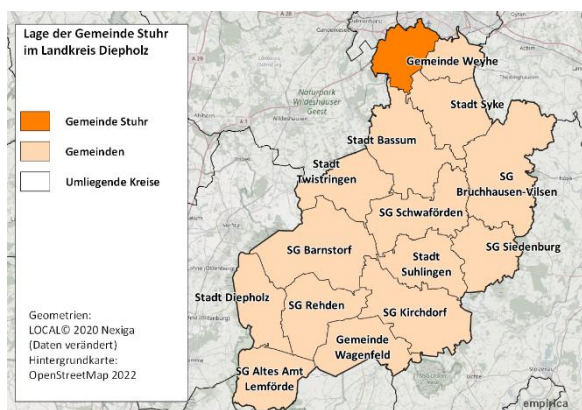 Lage der Gemeinde Stuhr
im Landkreis Diepholz
Gemeinde Stuhr
Gemeinden
Umliegende Kreise
Geometrien:
LOCAL© 2020 Nexiga
(Daten verändert)
Hintergrundkarte:
OpenStreetMap 2022
Naturpark
Wildeshauser
Geest
Gemeinde Weyhe
Stadt Syke
Stadt Bassum
Stadt
Twistringen
SG
Bruchhausen-Vilsen
SG Schwaförden
SG Barnstorf
SG Siedenburg
Stadt
Suhlingen
Stadt Diepholz
SG Rehden
SG Kirchdorf
Gemeinde
Wagenfeld
SG Altes Amt
Lemförde
empirica